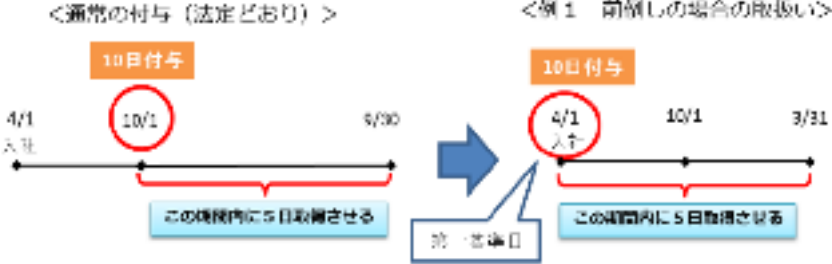 ＜通常の付与（法定どおり）＞
10日付与
4/1
入社
10/1
9/30
この期間内に５日取得させる
＜例１　前倒しの場合の取扱い＞
10日付与
4/1
入社
10/1
3/31
第一基準日
この期間内に５日取得させる